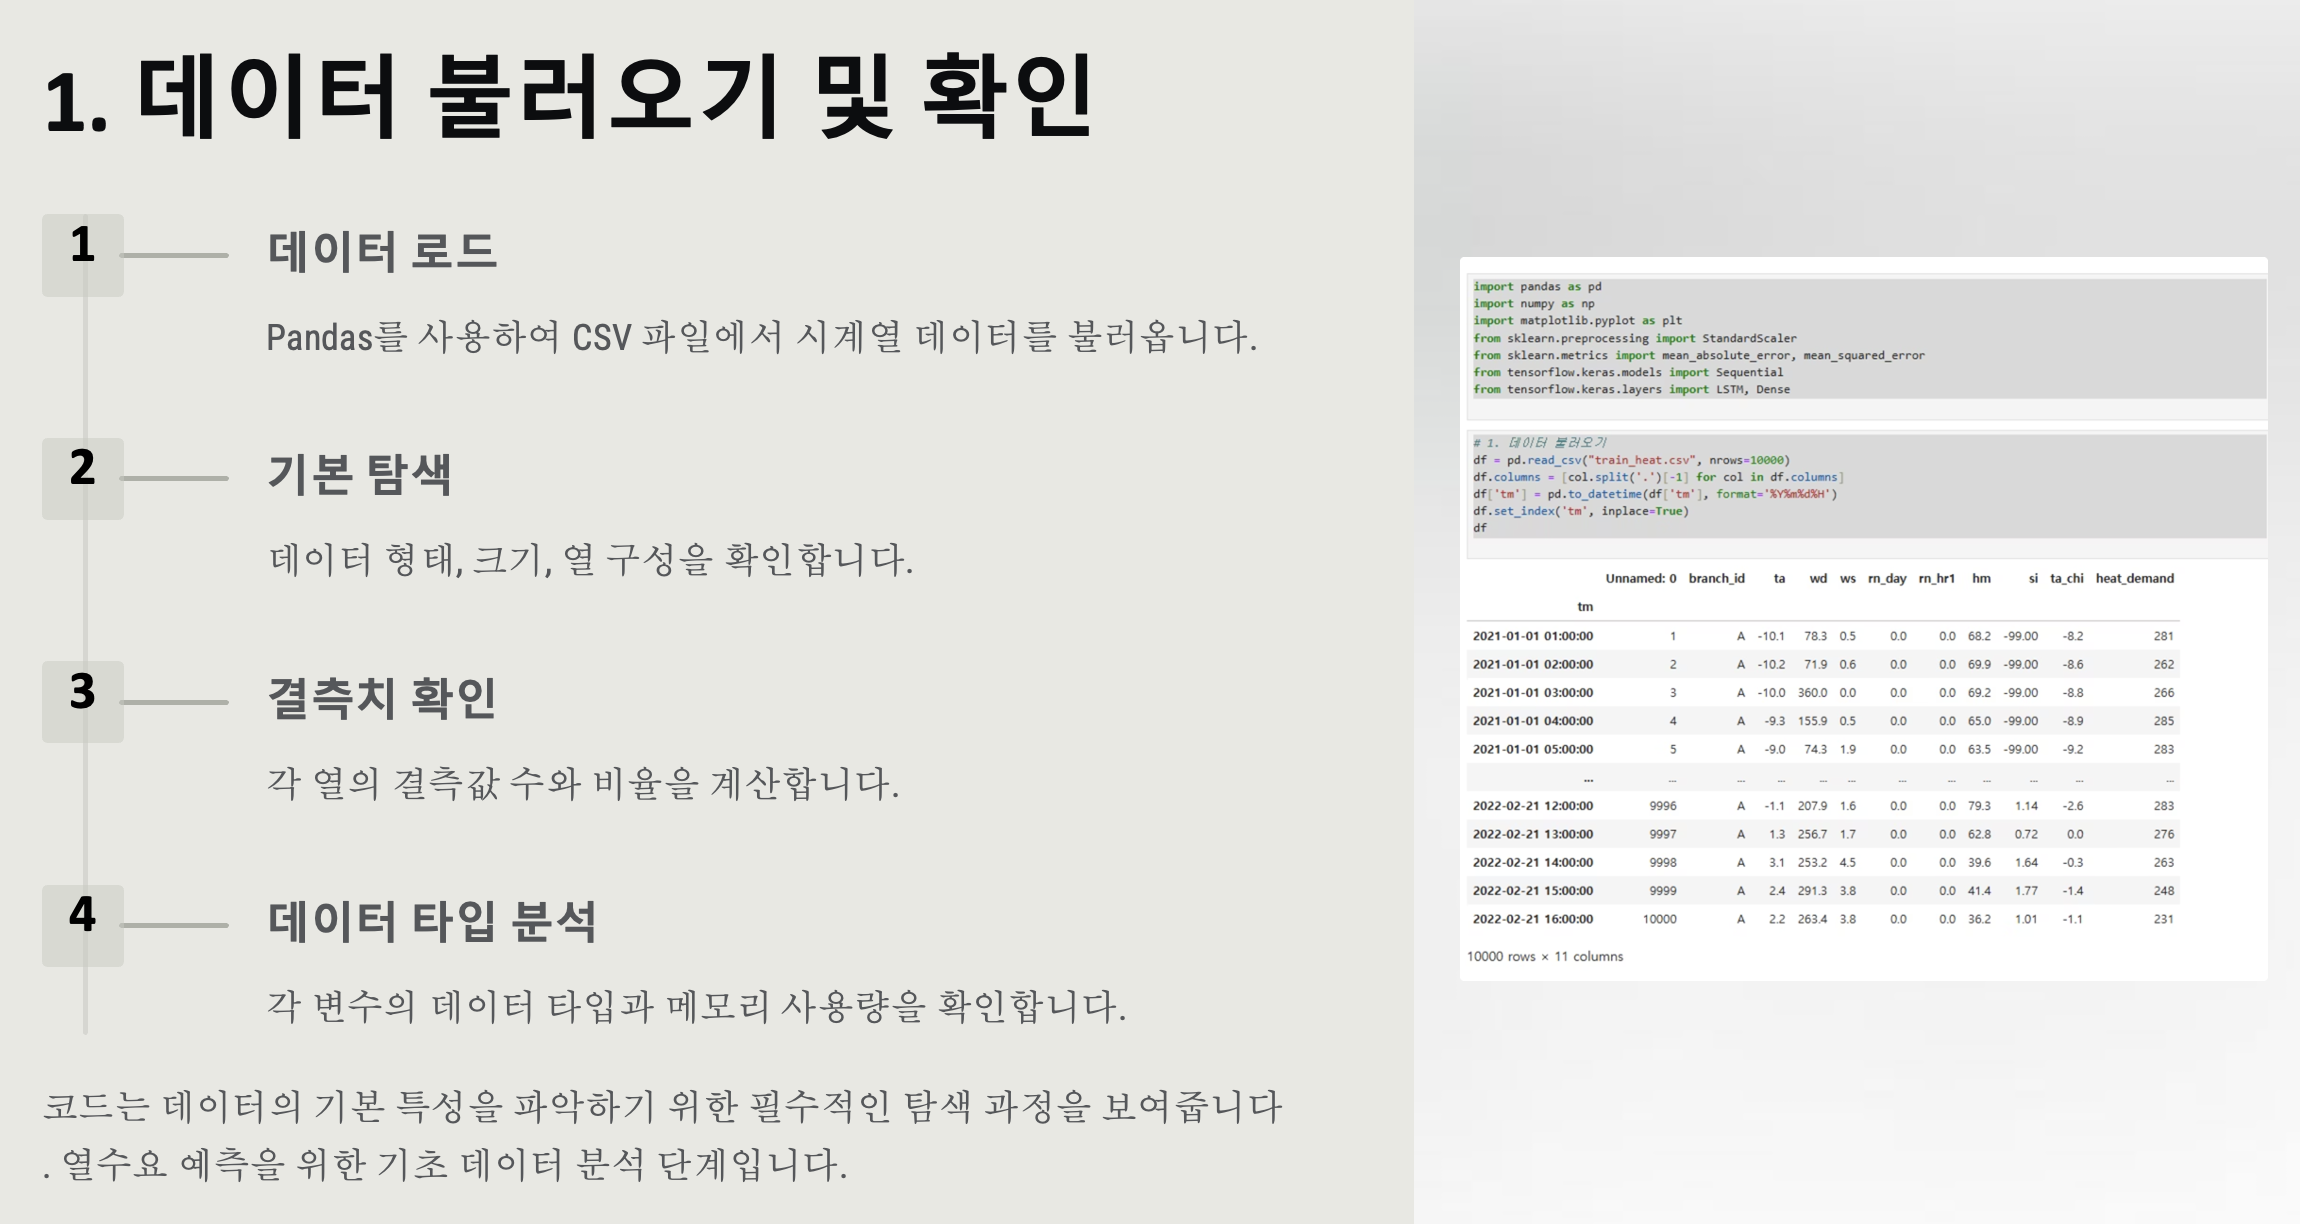 1. 데이터 불러오기 및 확인
1
데이터 로드
Pandas를 사용하여 CSV 파일에서 시계열 데이터를 불러옵니다.
2
기본 탐색
데이터 형태, 크기, 열 구성을 확인합니다.
3
결측치 확인
각 열의 결측값 수와 비율을 계산합니다.
4
데이터 타입 분석
각 변수의 데이터 타입과 메모리 사용량을 확인합니다.
코드는 데이터의 기본 특성을 파악하기 위한 필수적인 탐색 과정을 보여줍니다
. 열수요 예측을 위한 기초 데이터 분석 단계입니다.
import pandas as pd
import numpy as np
import matplotlib.pyplot as plt
from sklearn.preprocessing import StandardScaler
from sklearn.metrics import mean_absolute_error, mean_squared_error
from tensorflow.keras.models import Sequential
from tensorflow.keras.layers import LSTM, Dense
# 1. 데이터 불러오기
df = pd.read_csv("train_heat.csv", nrows=10000)
df.columns = [col.split('.')[-1] for col in df.columns]
df['tm'] = pd.to_datetime(df['tm'], format='%Y%m%d%H')
df.set_index('tm', inplace=True)
df
Unnamed: 0 branch_id ta wd ws rn_day rn_hr1 hm si ta_chi heat_demand
tm
2021-01-01 01:00:00 1 A -10.1 78.3 0.5 0.0 0.0 68.2 -99.00 -8.2 281
2021-01-01 02:00:00 2 A -10.2 71.9 0.6 0.0 0.0 69.9 -99.00 -8.6 262
2021-01-01 03:00:00 3 A -10.0 360.0 0.0 0.0 0.0 69.2 -99.00 -8.8 266
2021-01-01 04:00:00 4 A -9.3 155.9 0.5 0.0 0.0 65.0 -99.00 -8.9 285
2021-01-01 05:00:00 5 A -9.0 74.3 1.9 0.0 0.0 63.5 -99.00 -9.2 283
... ... ... ... ... ... ... ... ... ... ... ...
2022-02-21 12:00:00 9996 A -1.1 207.9 1.6 0.0 0.0 79.3 1.14 -2.6 283
2022-02-21 13:00:00 9997 A 1.3 256.7 1.7 0.0 0.0 62.8 0.72 0.0 276
2022-02-21 14:00:00 9998 A 3.1 253.2 4.5 0.0 0.0 39.6 1.64 -0.3 263
2022-02-21 15:00:00 9999 A 2.4 291.3 3.8 0.0 0.0 41.4 1.77 -1.4 248
2022-02-21 16:00:00 10000 A 2.2 263.4 3.8 0.0 0.0 36.2 1.01 -1.1 231
10000 rows × 11 columns